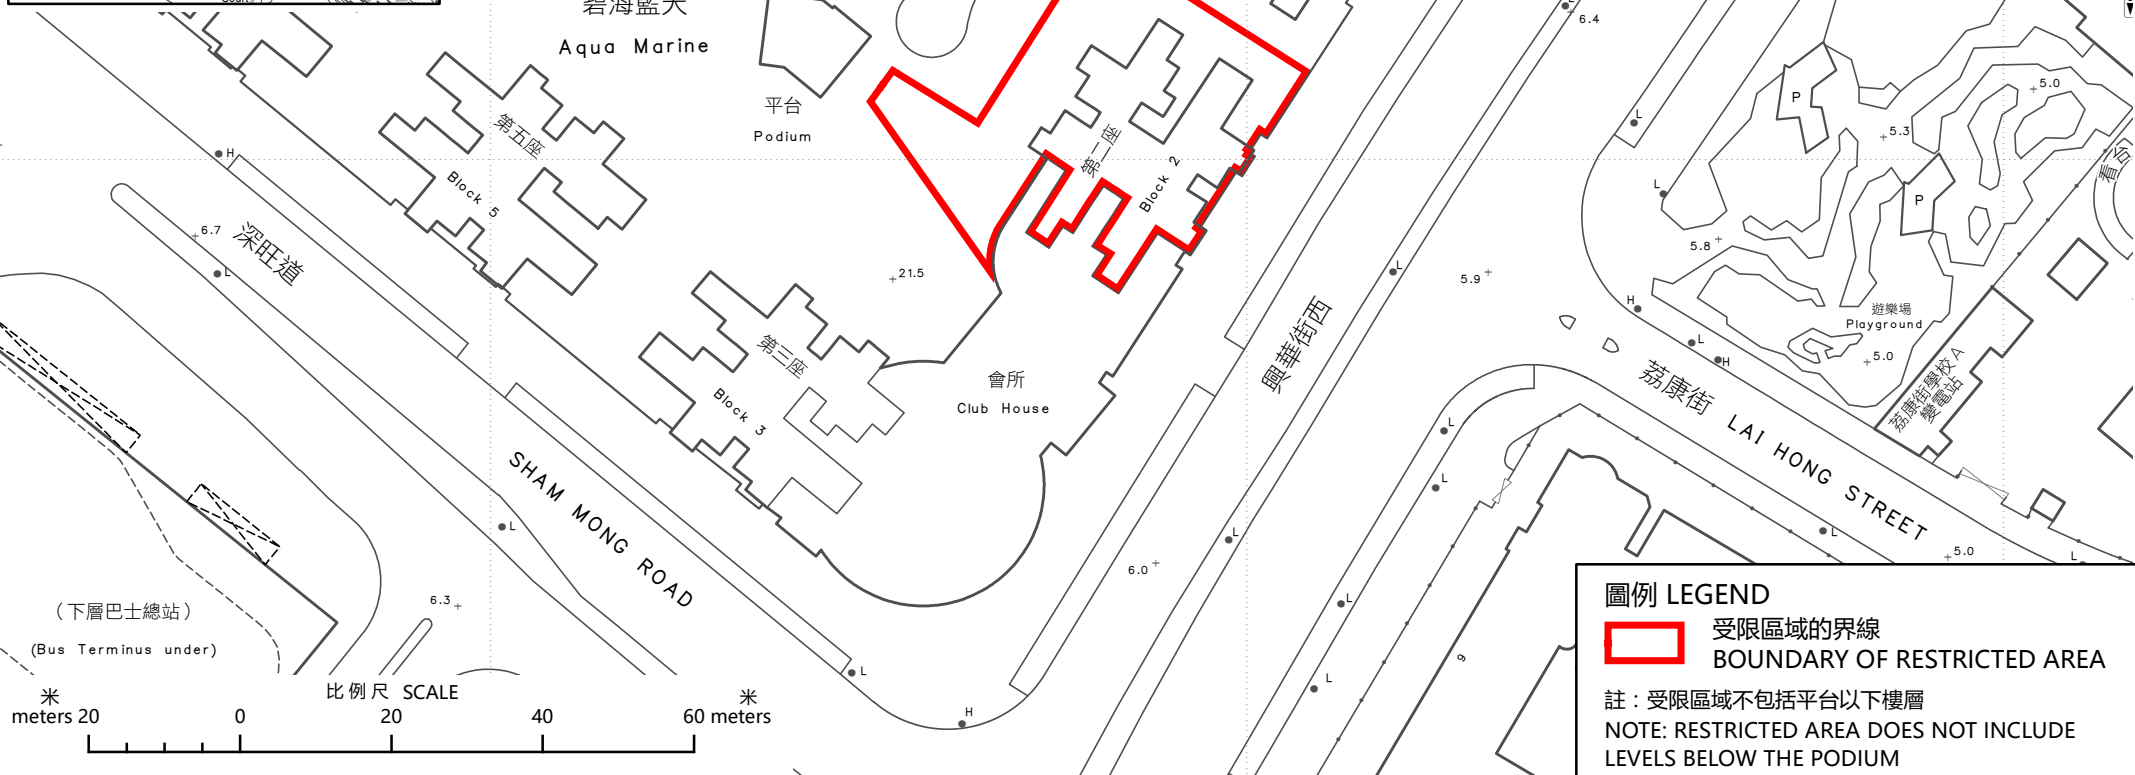 碧海藍天
Aqua Marine
6.4
平台
Podium
第五座
Block 5
第二座
Block 2
P
5.0
5.3
看台
H
L
6.7
深旺道
L
21.5
5.8
P
5.9
L
H
遊樂場
Playground
5.0
第三座
Block 3
會所
Club House
興華街西
荔康街 LAI HONG STREET
荔康街學校 A
變電站
L
H
SHAM MONG ROAD
L
L
L
L
L
L
5.0
6.0
6.3
L
L
L
H
9
(下層巴士總站)
(Bus Terminus under)
比例尺 SCALE
米 米
meters 20 0 20 40 60 meters
圖例 LEGEND
受限區域的界線
BOUNDARY OF RESTRICTED AREA
註：受限區域不包括平台以下樓層
NOTE: RESTRICTED AREA DOES NOT INCLUDE
LEVELS BELOW THE PODIUM